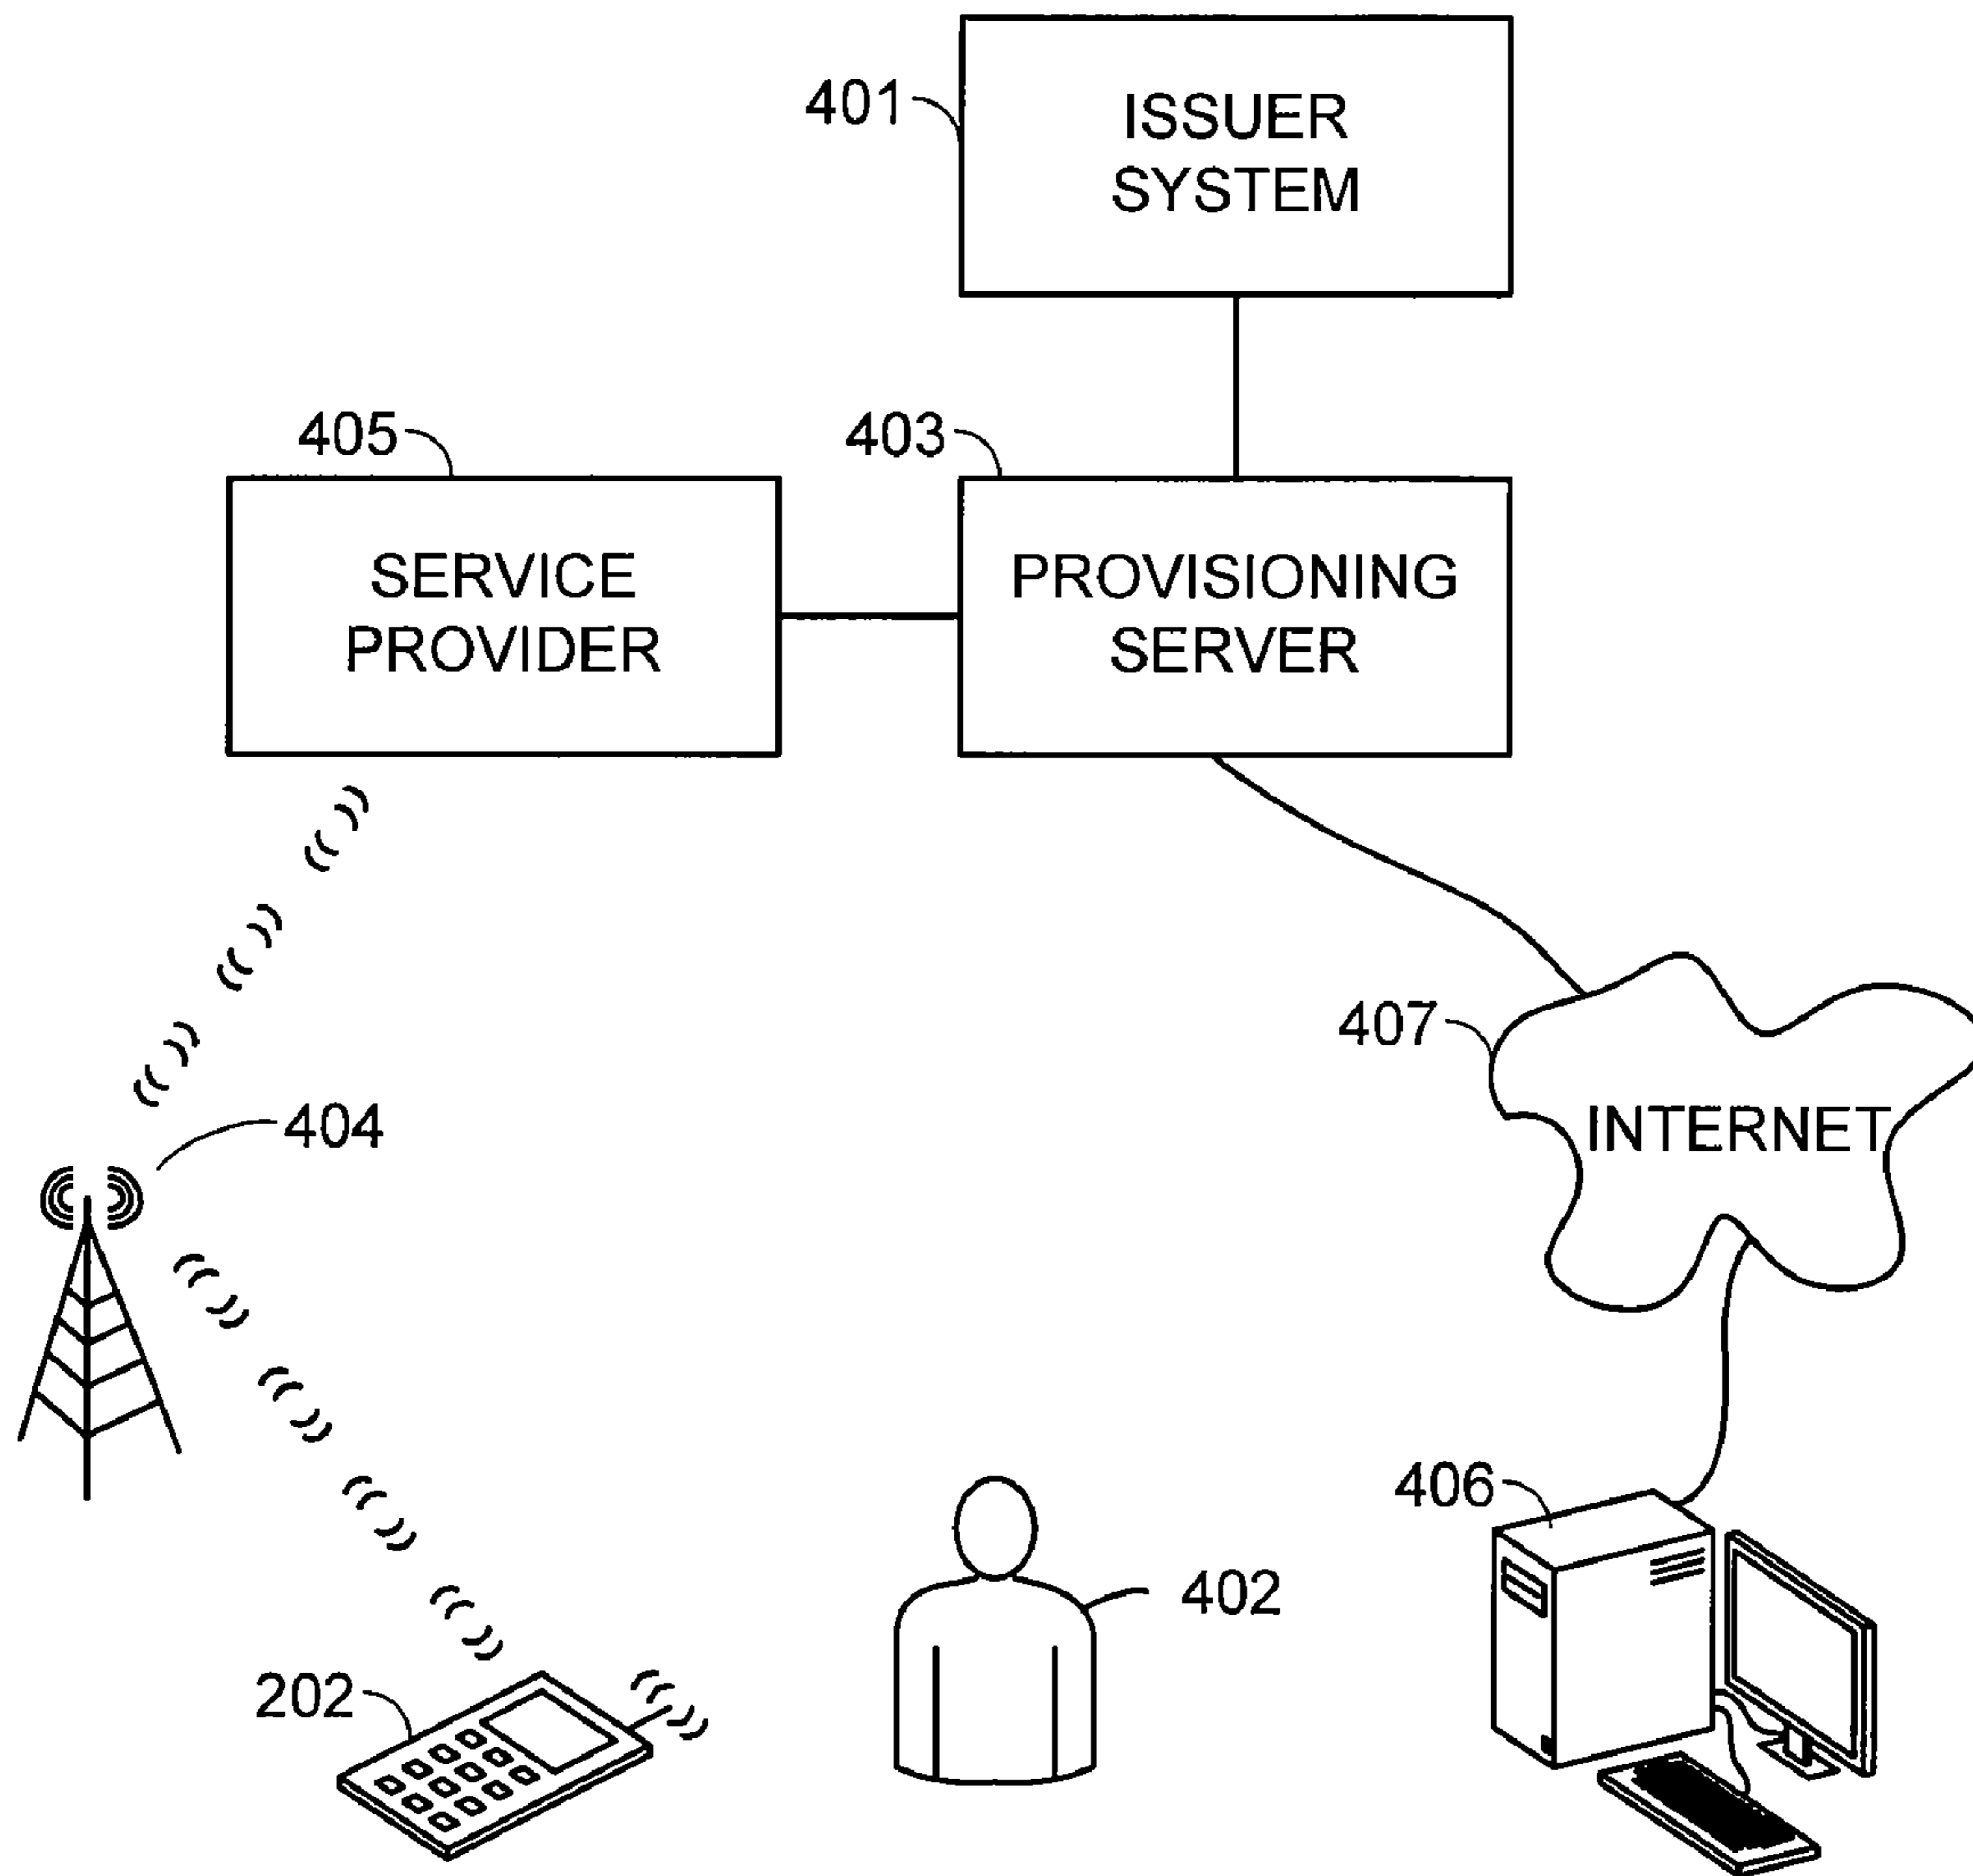 401
ISSUER
SYSTEM
405
403
SERVICE
PROVIDER
PROVISIONING
SERVER
407
INTERNET
404
406
402
202